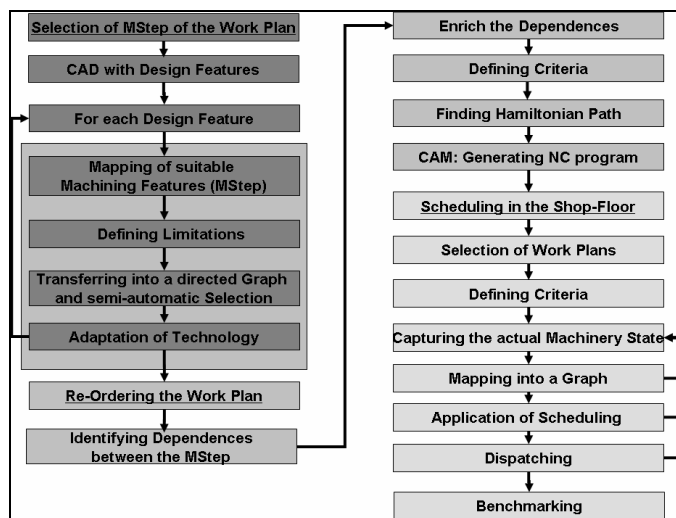 Selection of MStep of the Work Plan
CAD with Design Features
For each Design Feature
Mapping of suitable
Machining Features (MStep)
Defining Limitations
Transferring into a directed Graph
and semi-automatic Selection
Adaptation of Technology
Re-Ordering the Work Plan
Identifying Dependences
between the MStep
Enrich the Dependences
Defining Criteria
Finding Hamiltonian Path
CAM: Generating NC program
Scheduling in the Shop-Floor
Selection of Work Plans
Defining Criteria
Capturing the actual Machinery State
Mapping into a Graph
Application of Scheduling
Dispatching
Benchmarking